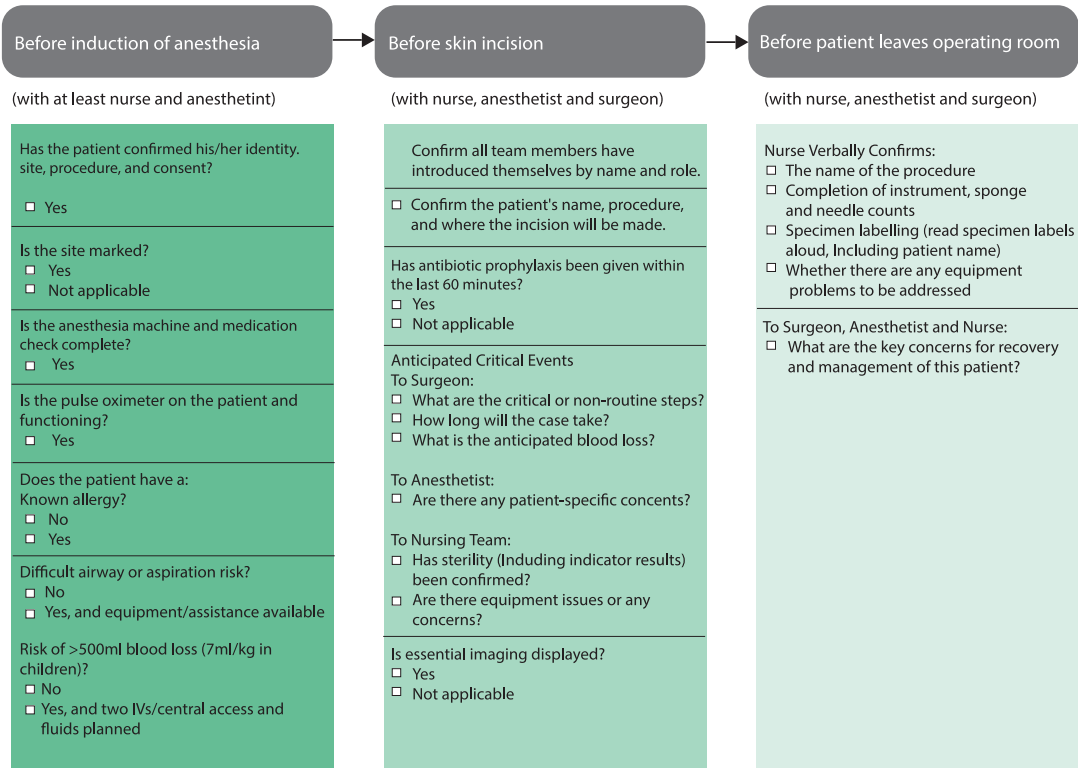 Before induction of anesthesia
Before skin incision
Before patient leaves operating room
(with at least nurse and anesthetint)
(with nurse, anesthetist and surgeon)
(with nurse, anesthetist and surgeon)
Has the patient confirmed his/her identity.
site, procedure, and consent?
Yes
Is the site marked?
Yes
Not applicable
Is the anesthesia machine and medication
check complete?
Yes
Is the pulse oximeter on the patient and
functioning?
Yes
Does the patient have a:
Known allergy?
No
Yes
Difficult airway or aspiration risk?
No
Yes, and equipment/assistance available
Risk of >500ml blood loss (7ml/kg in
children)?
No
Yes, and two IVs/central access and
fluids planned
Confirm all team members have
introduced themselves by name and role.
Confirm the patient's name, procedure,
and where the incision will be made.
Has antibiotic prophylaxis been given within
the last 60 minutes?
Yes
Not applicable
Anticipated Critical Events
To Surgeon:
What are the critical or non-routine steps?
How long will the case take?
What is the anticipated blood loss?
To Anesthetist:
Are there any patient-specific concents?
To Nursing Team:
Has sterility (Induding indicator results)
been confirmed?
Are there equipment issues or any
concerns?
Is essential imaging displayed?
Yes
Not applicable
Nurse Verbally Confirms:
The name of the procedure
Completion of instrument, sponge
and needle counts
Specimen labelling (read specimen labels
aloud, Including patient name)
Whether there are any equipment
problems to be addressed
To Surgeon, Anesthetist and Nurse:
What are the key concerns for recovery
and management of this patient?